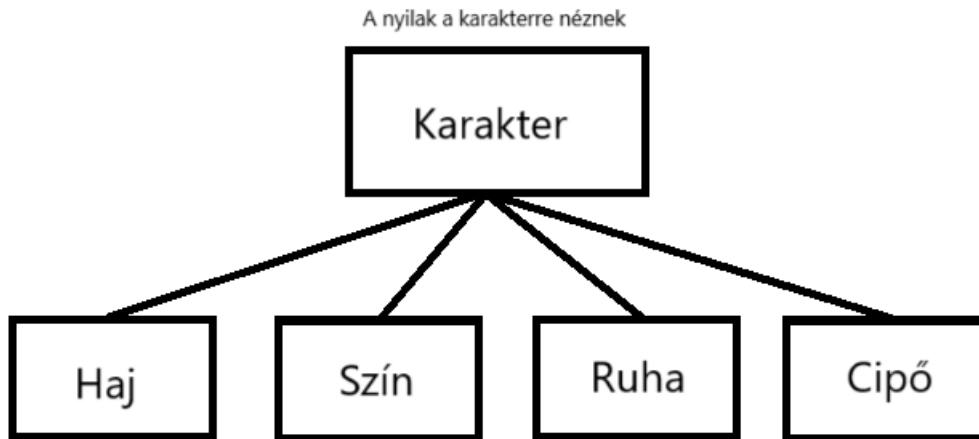 A nyilak a karakterre néznek
Karakter
Haj
Szín
Ruha
Cipő